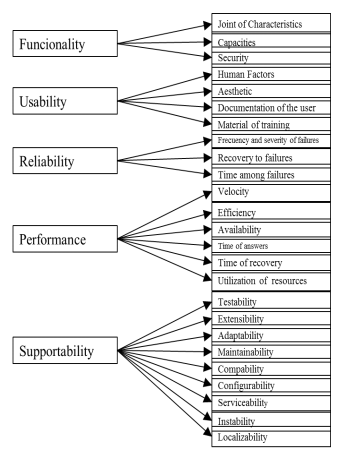 Funcionality
Joint of Characteristics
Capacities
Security
Usability
Human Factors
Aesthetic
Documentation of the user
Material of training
Reliability
Frecuency and severity of failures
Recovery to failures
Time among failures
Performance
Velocity
Efficiency
Availability
Time of answers
Time of recovery
Utilization of resources
Supportability
Testability
Extensibility
Adaptability
Maintainability
Compability
Configurability
Serviceability
Instability
Localizability